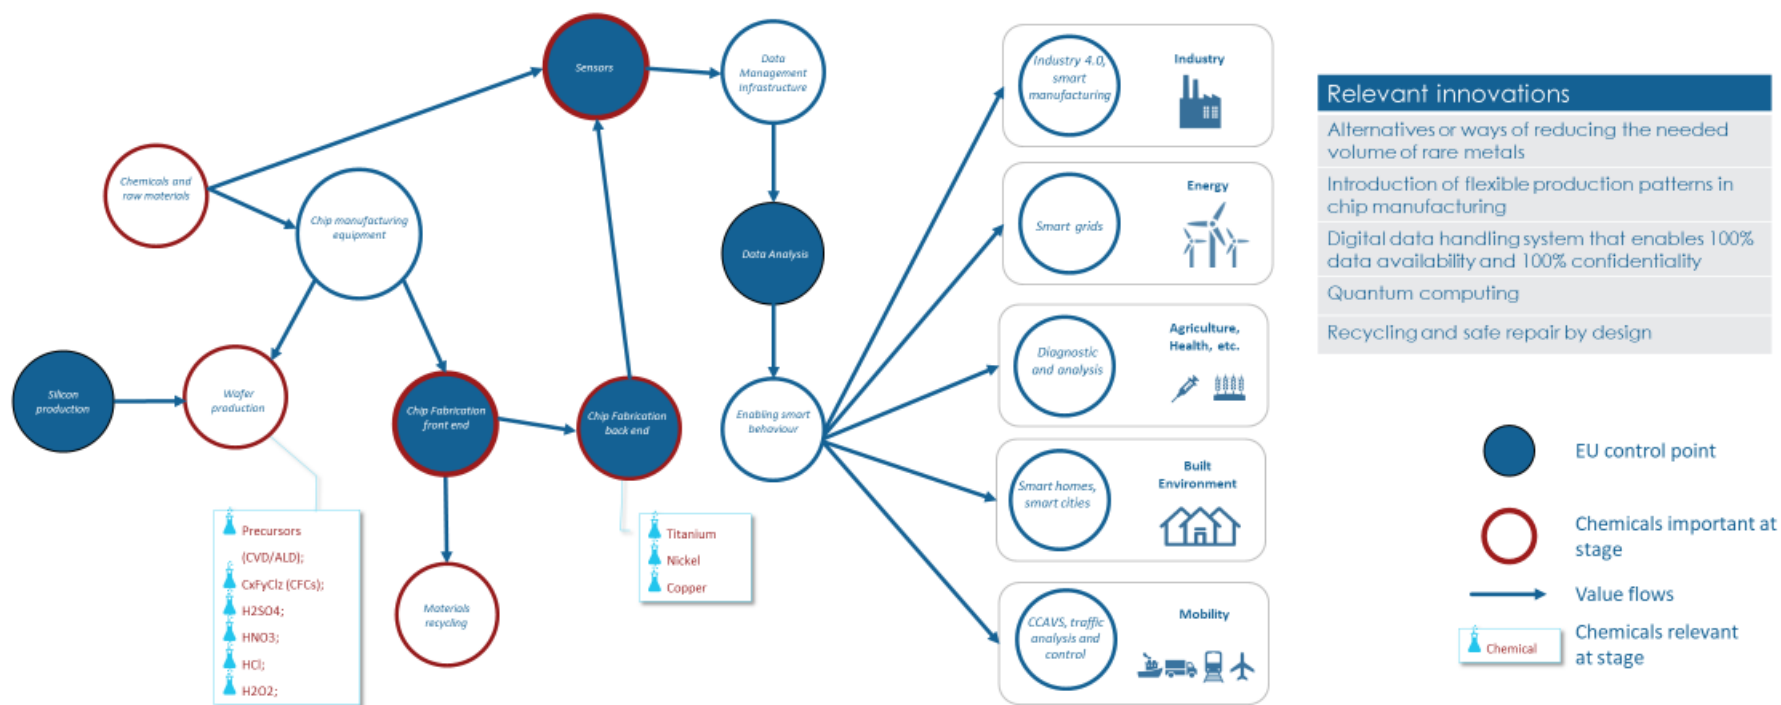 Sensors
Data
Management
Infrastructure
Chemicals and
raw materials
Chip manufacturing
equipment
Data Analysis
Silicon
production
Wafer
production
Chip Fabrication
front end
Chip Fabrication
back end
Enabling smart
behaviour
Materials
recycling
Precursors
(CVD/ALD);
CxFyClz (CFCs);
H2SO4;
HNO3;
HCl;
H2O2;
Titanium
Nickel
Copper
Industry 4.0,
smart
manufacturing
Industry
Smart grids
Energy
Diagnostic
and analysis
Agriculture,
Health, etc.
Smart homes,
smart cities
Built
Environment
CCAVS, traffic
analysis and
control
Mobility
Relevant innovations
Alternatives or ways of reducing the needed
volume of rare metals
Introduction of flexible production patterns in
chip manufacturing
Digital data handling system that enables 100%
data availability and 100% confidentiality
Quantum computing
Recycling and safe repair by design
EU control point
Chemicals important at
stage
Value flows
Chemical
Chemicals relevant
at stage